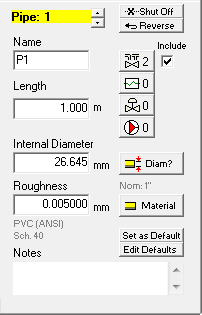 Pipe: 1
-X- Shut Off
Reverse
Name
Include
P1
2
Length
0
1.000 m
0
0
Internal Diameter
26.645 mm
Diam?
Roughness
Nom: 1"
0.005000 mm
Material
PVC (ANSI)
Sch. 40
Set as Default
Edit Defaults
Notes